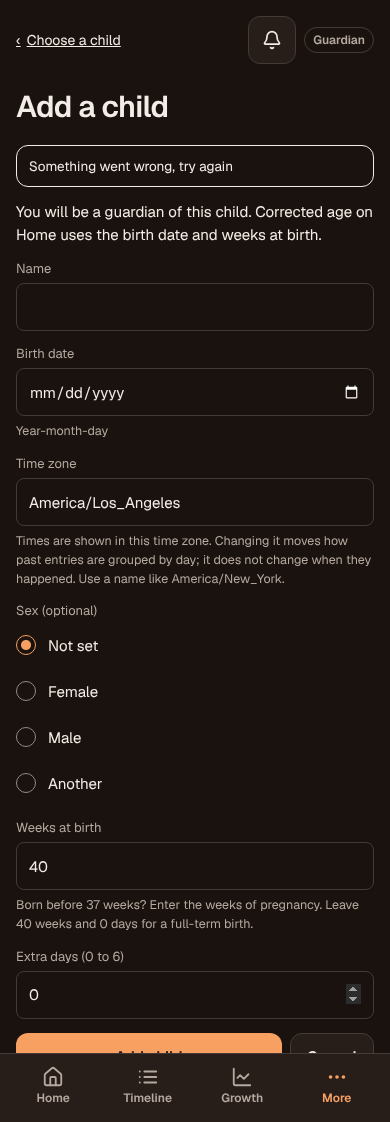 ‹ Choose a child
Guardian
Add a child
Something went wrong, try again
You will be a guardian of this child. Corrected age on
Home uses the birth date and weeks at birth.
Name
Birth date
mm/dd/yyyy
Year-month-day
Time zone
America/Los_Angeles
Times are shown in this time zone. Changing it moves how
past entries are grouped by day; it does not change when they
happened. Use a name like America/New_York.
Sex (optional)
Not set
Female
Male
Another
Weeks at birth
40
Born before 37 weeks? Enter the weeks of pregnancy. Leave
40 weeks and 0 days for a full-term birth.
Extra days (0 to 6)
0
Home
Timeline
Growth
More